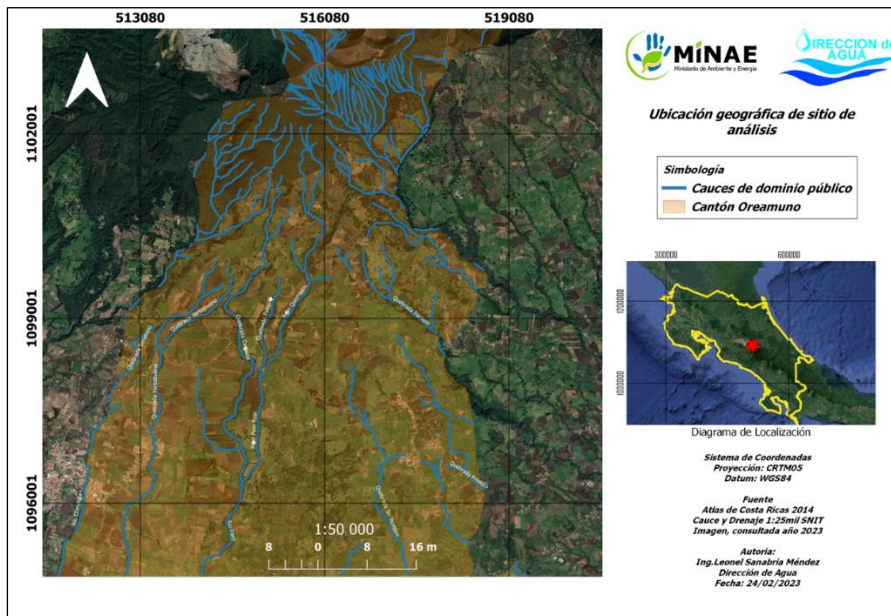 513080
516080
519080
1102001
1099001
1096001
1:50 000
8 0 8 16 m
MiNAE
Ministerio de Ambiente y Energía
DIRECCION de
AGUA
Ubicación geográfica de sitio de
análisis
Simbología
Cauces de dominio público
Cantón Oreamuno
300000
600000
1200000
1000000
Diagrama de Localización
Sistema de Coordenadas
Proyección: CRTM05
Datum: WGS84
Fuente
Atlas de Costa Ricas 2014
Cauce y Drenaje 1:25mil SNIT
Imagen, consultada año 2023
Autoria:
Ing.Leonel Sanabria Méndez
Dirección de Agua
Fecha: 24/02/2023